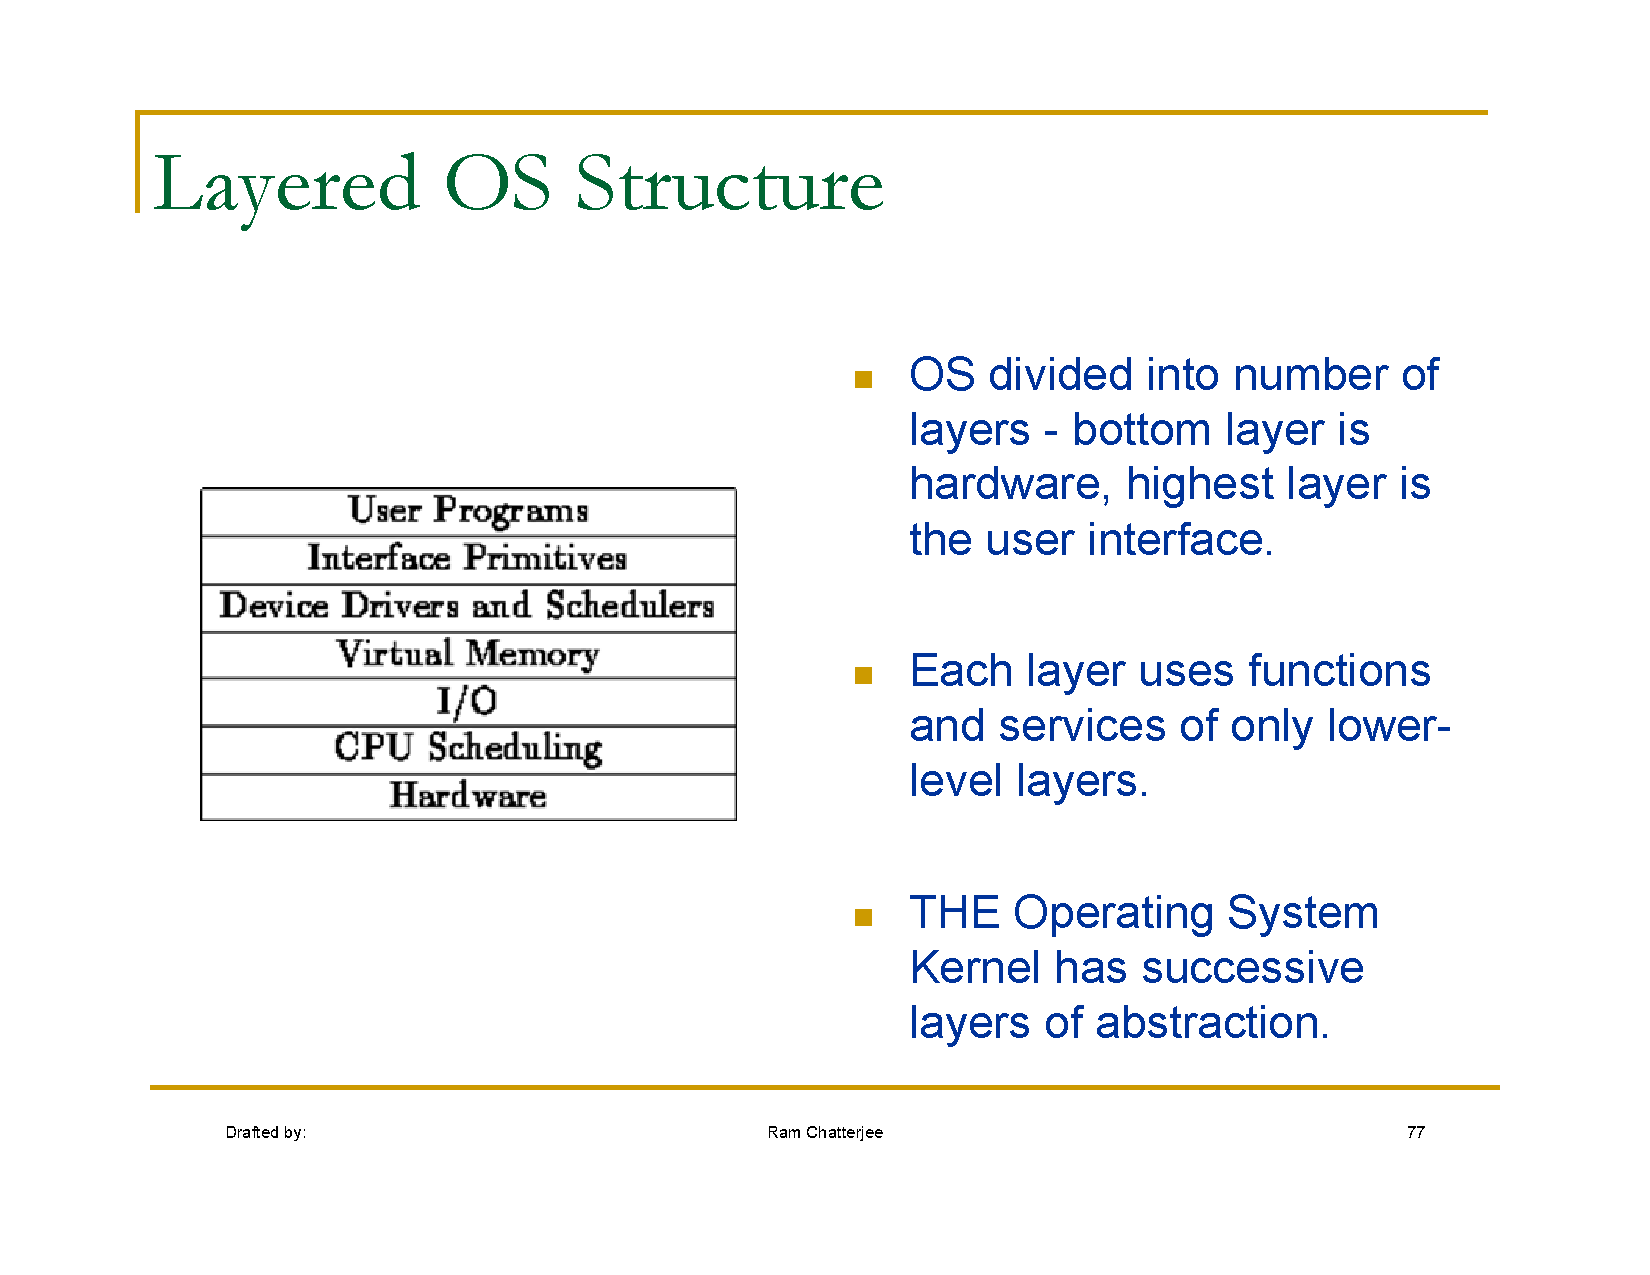 Layered OS Structure
User Programs
Interface Primitives
Device Drivers and Schedulers
Virtual Memory
I/O
CPU Scheduling
Hardware
OS divided into number of
layers - bottom layer is
hardware, highest layer is
the user interface.
Each layer uses functions
and services of only lower-
level layers.
THE Operating System
Kernel has successive
layers of abstraction.
Drafted by: Ram Chatterjee 77